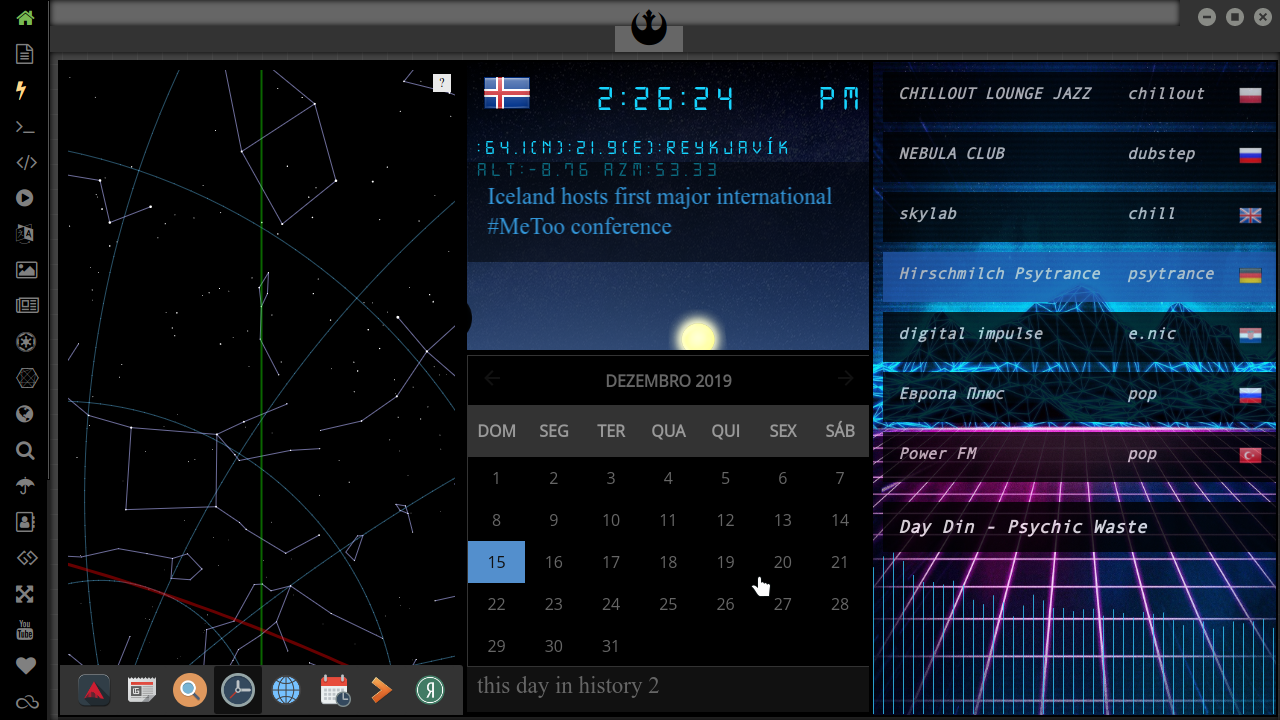 ?
2:26:24 PM
:64.1(N):21.9(E):REYKJAVÍK
ALT:-8.76 AZM:53.33
Iceland hosts first major international
#MeToo conference
DEZEMBRO 2019
DOM SEG TER QUA QUI SEX SÁB
1 2 3 4 5 6 7
8 9 10 11 12 13 14
15 16 17 18 19 20 21
22 23 24 25 26 27 28
29 30 31
this day in history 2
CHILLOUT LOUNGE JAZZ chillout
NEBULA CLUB dubstep
skylab chill
Hirschmilch Psytrance psytrance
digital impulse e.nic
Европа Плюс pop
Power FM pop
Day Din - Psychic Waste
You
Tube
Я